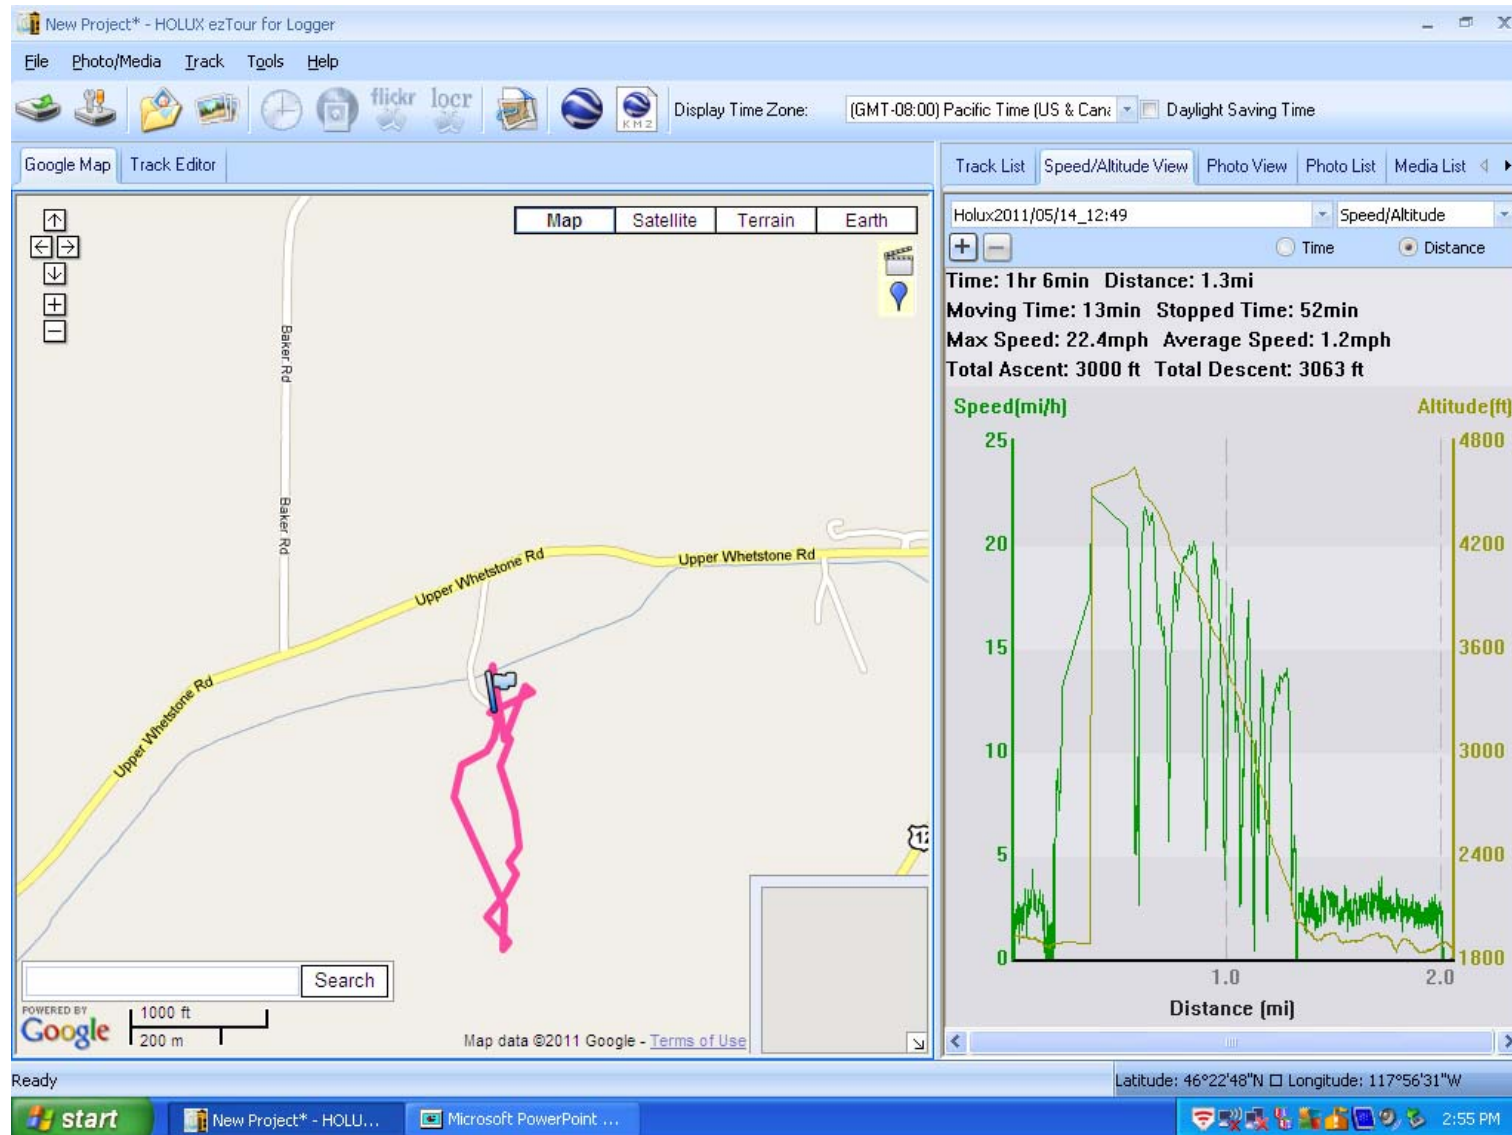 New Project* - HOLUX ezTour for Logger
File Photo/Media Track Tools Help
flickr locr KMZ Display Time Zone: (GMT-08:00) Pacific Time (US & Cana Daylight Saving Time
Google Map Track Editor
Track List Speed/Altitude View Photo View Photo List Media List
Map Satellite Terrain Earth
Holux2011/05/14_12:49 Speed/Altitude
Time Distance
Time: 1hr 6min Distance: 1.3mi
Moving Time: 13min Stopped Time: 52min
Max Speed: 22.4mph Average Speed: 1.2mph
Total Ascent: 3000 ft Total Descent: 3063 ft
Speed(mi/h) Altitude(ft)
25 4800
20 4200
15 3600
10 3000
5 2400
0 1800
1.0 2.0
Distance (mi)
Baker Rd
Baker Rd
Upper Whetstone Rd
Upper Whetstone Rd
Upper Whetstone Rd
Upper Whetstone Rd
12
Search
POWERED BY
Google
1000 ft
200 m
Map data ©2011 Google - Terms of Use
Ready
Latitude: 46°22'48"N □ Longitude: 117°56'31"W
start New Project* - HOLU... Microsoft PowerPoint ... 2:55 PM